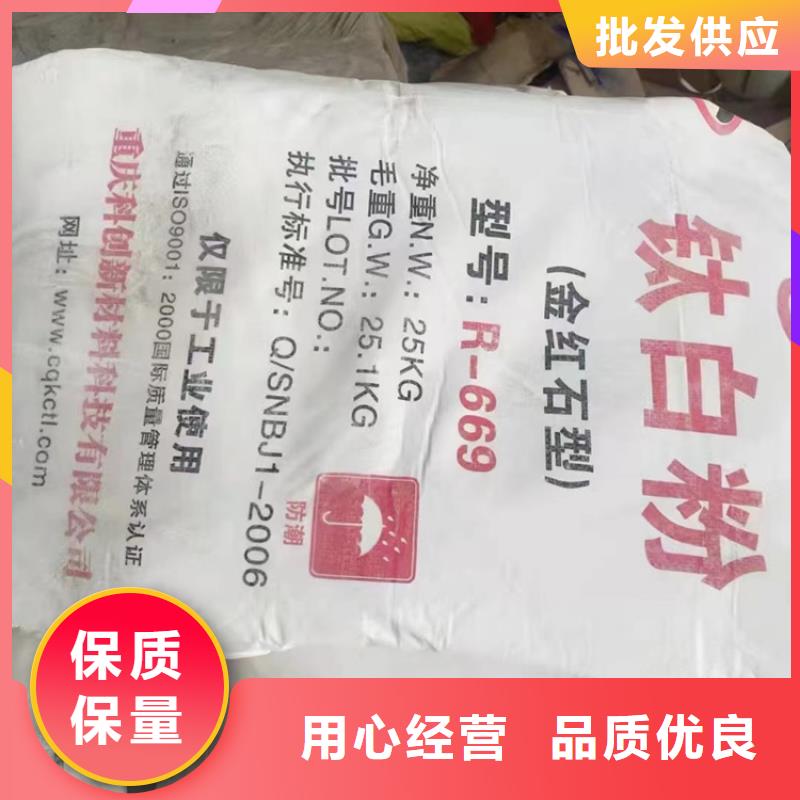 批发供应
钛白粉
(金红石型)
型号：R-669
净重N.W.：25KG
毛重G.W.：25.1KG
批号LOT.NO.：
执行标准号：Q/SNBJ1-2006
防潮
仅限于工业使用
通过ISO9001：2000国际质量管理体系认证
重庆科创新材料科技有限公司
网址：www.cqkctl.com
保质
保量
用心经营 品质优良